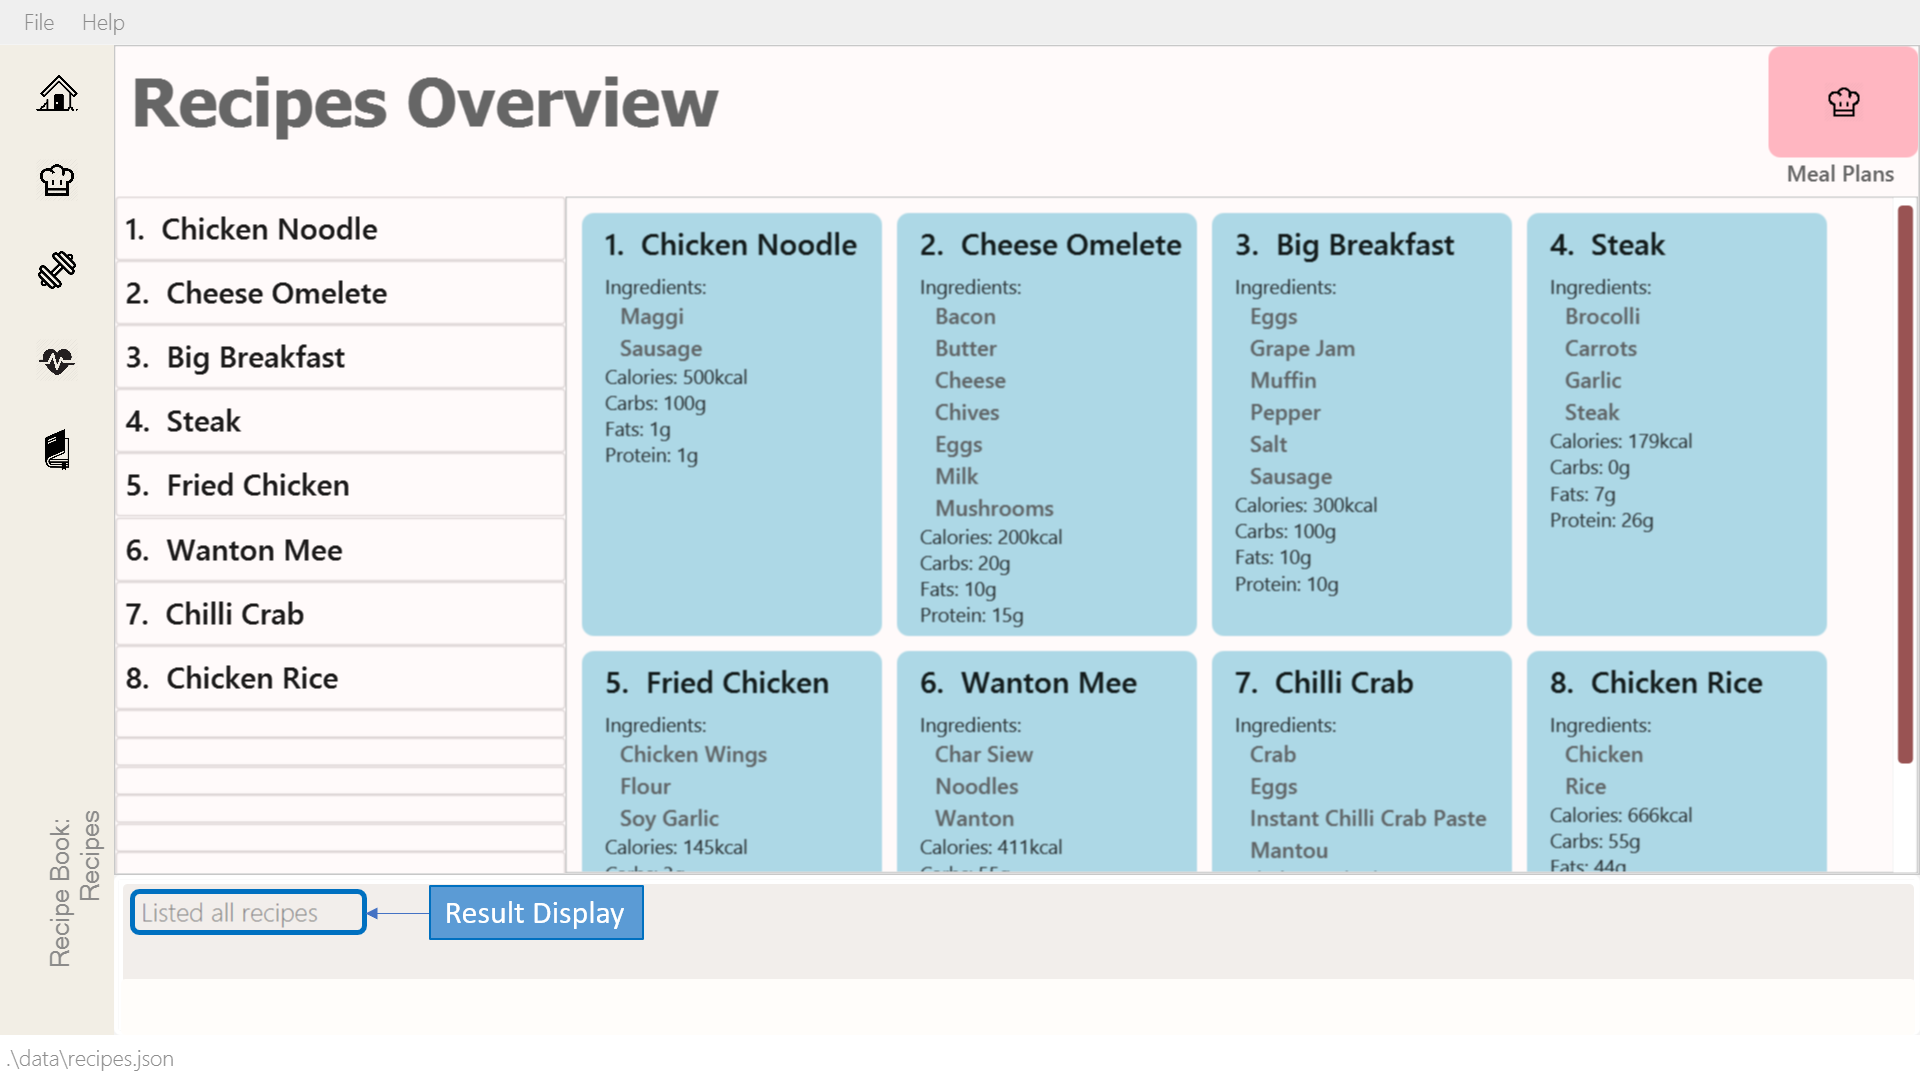 File Help
Recipes Overview
Meal Plans
1. Chicken Noodle
2. Cheese Omelete
3. Big Breakfast
4. Steak
5. Fried Chicken
6. Wanton Mee
7. Chilli Crab
8. Chicken Rice
1. Chicken Noodle
Ingredients:
Maggi
Sausage
Calories: 500kcal
Carbs: 100g
Fats: 1g
Protein: 1g
2. Cheese Omelete
Ingredients:
Bacon
Butter
Cheese
Chives
Eggs
Milk
Mushrooms
Calories: 200kcal
Carbs: 20g
Fats: 10g
Protein: 15g
3. Big Breakfast
Ingredients:
Eggs
Grape Jam
Muffin
Pepper
Salt
Sausage
Calories: 300kcal
Carbs: 100g
Fats: 10g
Protein: 10g
4. Steak
Ingredients:
Brocolli
Carrots
Garlic
Steak
Calories: 179kcal
Carbs: 0g
Fats: 7g
Protein: 26g
5. Fried Chicken
Ingredients:
Chicken Wings
Flour
Soy Garlic
Calories: 145kcal
6. Wanton Mee
Ingredients:
Char Siew
Noodles
Wanton
Calories: 411kcal
7. Chilli Crab
Ingredients:
Crab
Eggs
Instant Chilli Crab Paste
Mantou
8. Chicken Rice
Ingredients:
Chicken
Rice
Calories: 666kcal
Carbs: 55g
Fats: 44g
Recipe Book:
Recipes
Listed all recipes
Result Display
.\data\recipes.json